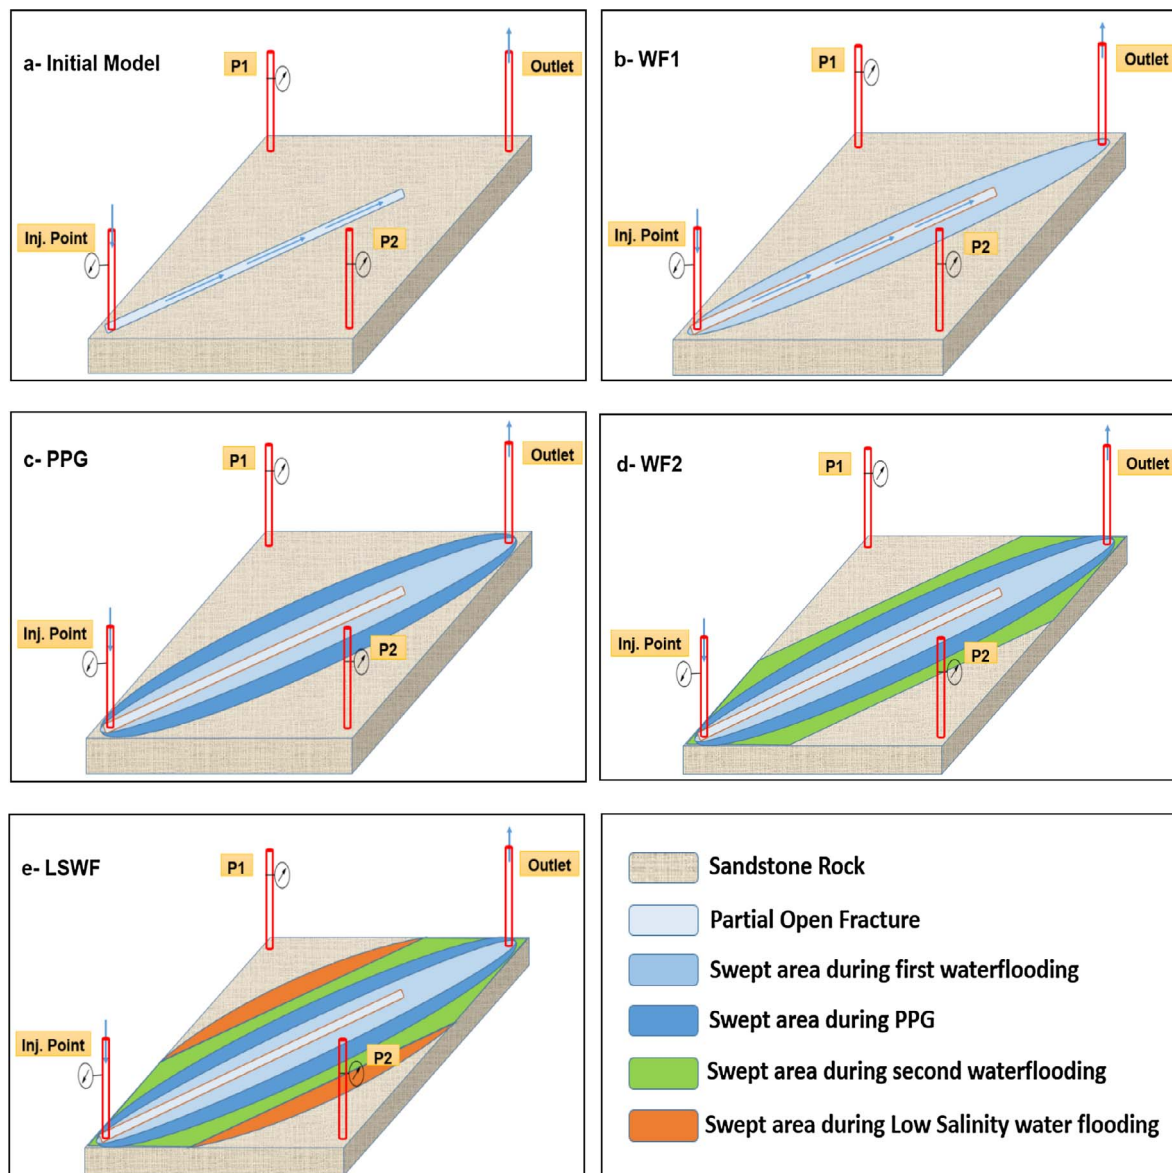 a- Initial Model
P1
Outlet
Inj. Point
P2
b- WF1
P1
Outlet
Inj. Point
P2
c- PPG
P1
Outlet
Inj. Point
P2
d- WF2
P1
Outlet
Inj. Point
P2
e- LSWF
P1
Outlet
Inj. Point
P2
Sandstone Rock
Partial Open Fracture
Swept area during first waterflooding
Swept area during PPG
Swept area during second waterflooding
Swept area during Low Salinity water flooding